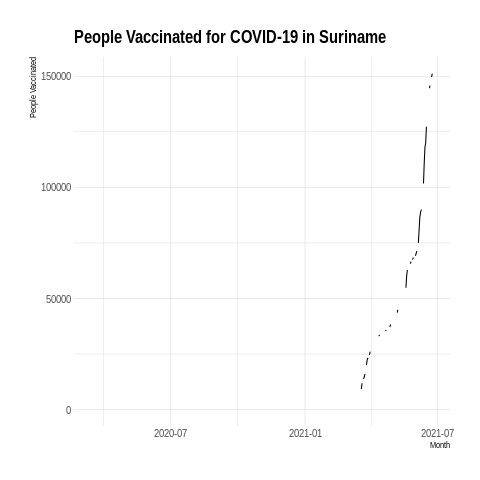 People Vaccinated for COVID-19 in Suriname
People Vaccinated
150000
100000
50000
0
2020-07
2021-01
2021-07
Month